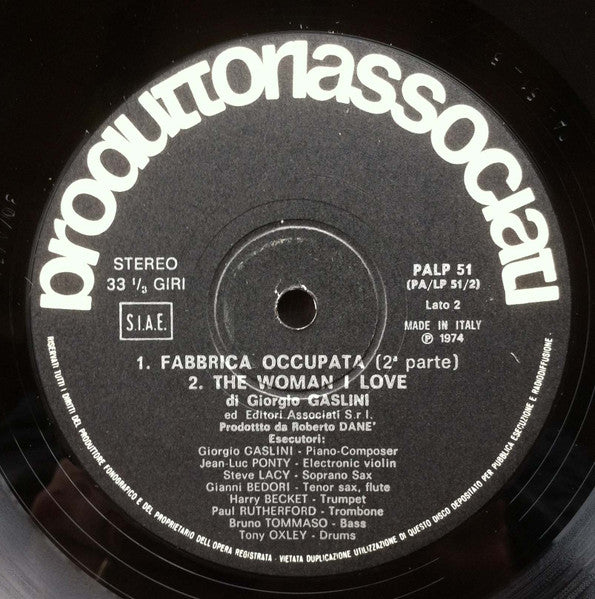 produttoriassociati
STEREO
33 1/3 GIRI
S.I.A.E.
PALP 51
(PA/LP 51/2)
Lato 2
MADE IN ITALY
℗ 1974
1. FABBRICA OCCUPATA (2ª parte)
2. THE WOMAN I LOVE
di Giorgio GASLINI
ed Editori Associati S r l.
Prodottto da Roberto DANE'
Esecutori:
Giorgio GASLINI - Piano-Composer
Jean-Luc PONTY - Electronic violin
Steve LACY - Soprano Sax
Gianni BEDORI - Tenor sax, flute
Harry BECKET - Trumpet
Paul RUTHERFORD - Trombone
Bruno TOMMASO - Bass
Tony OXLEY - Drums
RISERVATI TUTTI I DIRITTI DEL PRODUTTORE FONOGRAFICO E DEL PROPRIETARIO DELL'OPERA REGISTRATA - VIETATA DUPLICAZIONE UTILIZZAZIONE DI QUESTO DISCO DEPOSITATO PER PUBBLICA ESECUZIONE E RADIODIFFUSIONE.